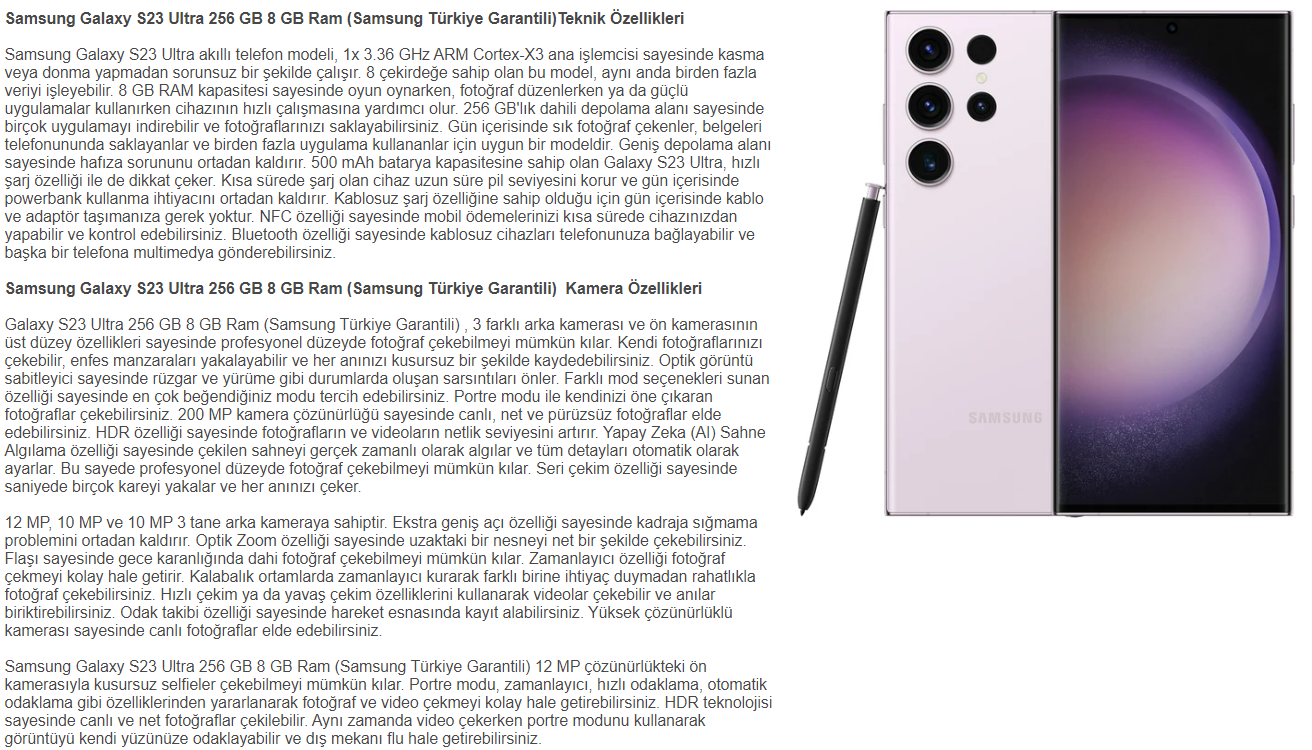 Samsung Galaxy S23 Ultra 256 GB 8 GB Ram (Samsung Türkiye Garantili)Teknik Özellikleri
Samsung Galaxy S23 Ultra akıllı telefon modeli, 1x 3.36 GHz ARM Cortex-X3 ana işlemcisi sayesinde kasma
veya donma yapmadan sorunsuz bir şekilde çalışır. 8 çekirdeğe sahip olan bu model, aynı anda birden fazla
veriyi işleyebilir. 8 GB RAM kapasitesi sayesinde oyun oynarken, fotoğraf düzenlerken ya da güçlü
uygulamalar kullanırken cihazının hızlı çalışmasına yardımcı olur. 256 GB'lık dahili depolama alanı sayesinde
birçok uygulamayı indirebilir ve fotoğraflarınızı saklayabilirsiniz. Gün içerisinde sık fotoğraf çekenler, belgeleri
telefonununda saklayanlar ve birden fazla uygulama kullananlar için uygun bir modeldir. Geniş depolama alanı
sayesinde hafıza sorununu ortadan kaldırır. 500 mAh batarya kapasitesine sahip olan Galaxy S23 Ultra, hızlı
şarj özelliği ile de dikkat çeker. Kısa sürede şarj olan cihaz uzun süre pil seviyesini korur ve gün içerisinde
powerbank kullanma ihtiyacını ortadan kaldırır. Kablosuz şarj özelliğine sahip olduğu için gün içerisinde kablo
ve adaptör taşımanıza gerek yoktur. NFC özelliği sayesinde mobil ödemelerinizi kısa sürede cihazınızdan
yapabilir ve kontrol edebilirsiniz. Bluetooth özelliği sayesinde kablosuz cihazları telefonunuza bağlayabilir ve
başka bir telefona multimedya gönderebilirsiniz.
Samsung Galaxy S23 Ultra 256 GB 8 GB Ram (Samsung Türkiye Garantili) Kamera Özellikleri
Galaxy S23 Ultra 256 GB 8 GB Ram (Samsung Türkiye Garantili) , 3 farklı arka kamerası ve ön kamerasının
üst düzey özellikleri sayesinde profesyonel düzeyde fotoğraf çekebilmeyi mümkün kılar. Kendi fotoğraflarınızı
çekebilir, enfes manzaraları yakalayabilir ve her anınızı kusursuz bir şekilde kaydedebilirsiniz. Optik görüntü
sabitleyici sayesinde rüzgar ve yürüme gibi durumlarda oluşan sarsıntıları önler. Farklı mod seçenekleri sunan
özelliği sayesinde en çok beğendiğiniz modu tercih edebilirsiniz. Portre modu ile kendinizi öne çıkaran
fotoğraflar çekebilirsiniz. 200 MP kamera çözünürlüğü sayesinde canlı, net ve pürüzsüz fotoğraflar elde
edebilirsiniz. HDR özelliği sayesinde fotoğrafların ve videoların netlik seviyesini artırır. Yapay Zeka (AI) Sahne
Algılama özelliği sayesinde çekilen sahneyi gerçek zamanlı olarak algılar ve tüm detayları otomatik olarak
ayarlar. Bu sayede profesyonel düzeyde fotoğraf çekebilmeyi mümkün kılar. Seri çekim özelliği sayesinde
saniyede birçok kareyi yakalar ve her anınızı çeker.
12 MP, 10 MP ve 10 MP 3 tane arka kameraya sahiptir. Ekstra geniş açı özelliği sayesinde kadraja sığmama
problemini ortadan kaldırır. Optik Zoom özelliği sayesinde uzaktaki bir nesneyi net bir şekilde çekebilirsiniz.
Flaşı sayesinde gece karanlığında dahi fotoğraf çekebilmeyi mümkün kılar. Zamanlayıcı özelliği fotoğraf
çekmeyi kolay hale getirir. Kalabalık ortamlarda zamanlayıcı kurarak farklı birine ihtiyaç duymadan rahatlıkla
fotoğraf çekebilirsiniz. Hızlı çekim ya da yavaş çekim özelliklerini kullanarak videolar çekebilir ve anılar
biriktirebilirsiniz. Odak takibi özelliği sayesinde hareket esnasında kayıt alabilirsiniz. Yüksek çözünürlüklü
kamerası sayesinde canlı fotoğraflar elde edebilirsiniz.
Samsung Galaxy S23 Ultra 256 GB 8 GB Ram (Samsung Türkiye Garantili) 12 MP çözünürlükteki ön
kamerasıyla kusursuz selfieler çekebilmeyi mümkün kılar. Portre modu, zamanlayıcı, hızlı odaklama, otomatik
odaklama gibi özelliklerinden yararlanarak fotoğraf ve video çekmeyi kolay hale getirebilirsiniz. HDR teknolojisi
sayesinde canlı ve net fotoğraflar çekilebilir. Aynı zamanda video çekerken portre modunu kullanarak
görüntüyü kendi yüzünüze odaklayabilir ve dış mekanı flu hale getirebilirsiniz.
SAMSUNG